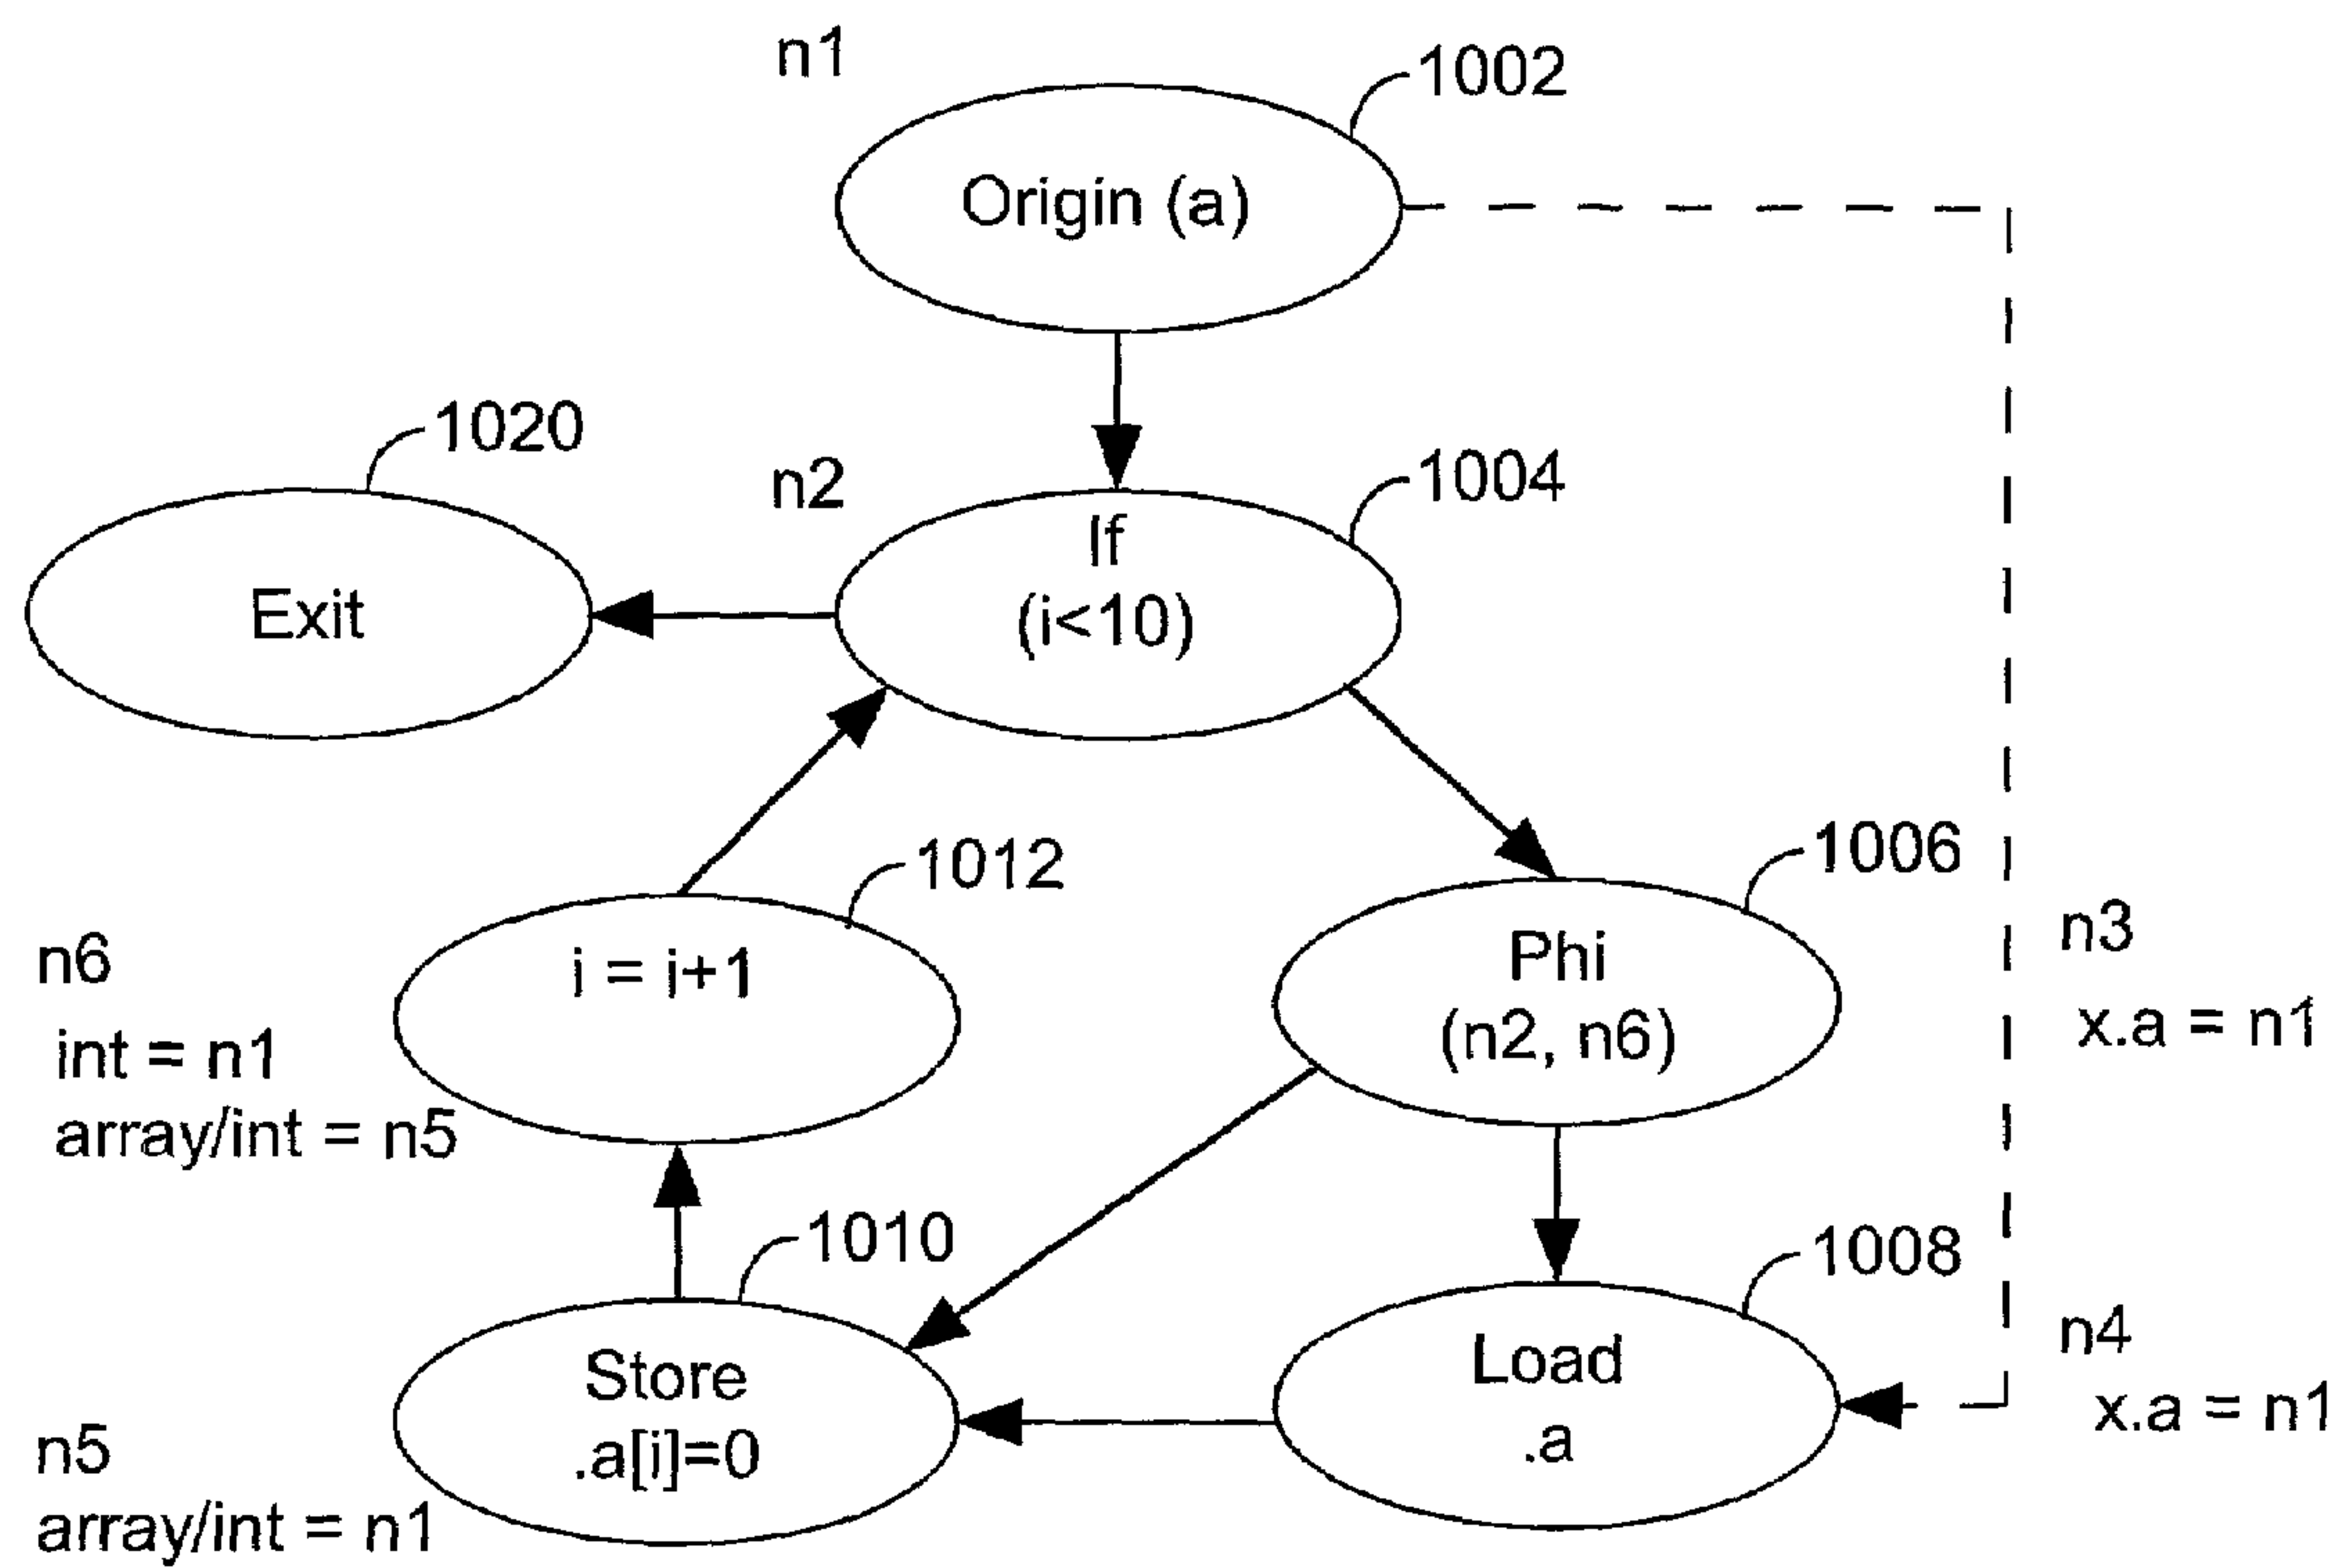 n1
1002
Origin (a)
1020
n2
1004
If
(i<10)
Exit
1012
1006
n6
int = n1
array/int = n5
i = i+1
Phi
(n2, n6)
n3
x.a = n1
1010
1008
Store
.a[i]=0
Load
.a
n4
x.a = n1
n5
array/int = n1